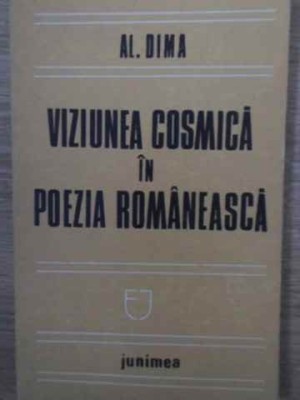 AL. DIMA
VIZIUNEA COSMICĂ
ÎN
POEZIA ROMÂNEASCĂ
junimea